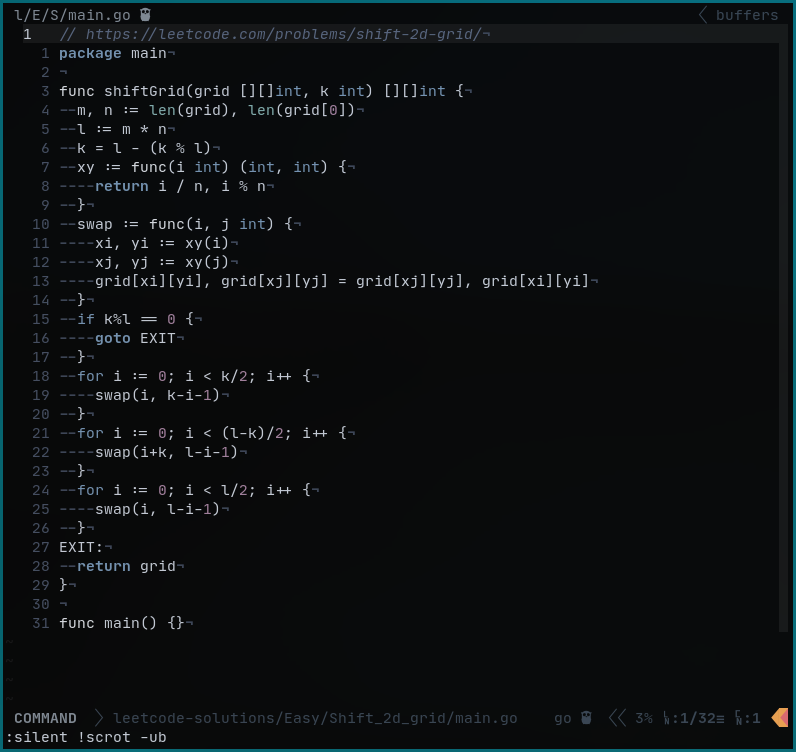 l/E/S/main.go
buffers
1 // https://leetcode.com/problems/shift-2d-grid/¬
1 package main¬
2 ¬
3 func shiftGrid(grid [][]int, k int) [][]int {¬
4 --m, n := len(grid), len(grid[0])¬
5 --l := m * n¬
6 --k = l - (k % l)¬
7 --xy := func(i int) (int, int) {¬
8 ----return i / n, i % n¬
9 --}¬
10 --swap := func(i, j int) {¬
11 ----xi, yi := xy(i)¬
12 ----xj, yj := xy(j)¬
13 ----grid[xi][yi], grid[xj][yj] = grid[xj][yj], grid[xi][yi]¬
14 --}¬
15 --if k%l == 0 {¬
16 ----goto EXIT¬
17 --}¬
18 --for i := 0; i < k/2; i++ {¬
19 ----swap(i, k-i-1)¬
20 --}¬
21 --for i := 0; i < (l-k)/2; i++ {¬
22 ----swap(i+k, l-i-1)¬
23 --}¬
24 --for i := 0; i < l/2; i++ {¬
25 ----swap(i, l-i-1)¬
26 --}¬
27 EXIT:¬
28 --return grid¬
29 }¬
30 ¬
31 func main() {}¬
~
~
~
~
COMMAND leetcode-solutions/Easy/Shift_2d_grid/main.go go 3% LN:1/32≡ CN:1
:silent !scrot -ub